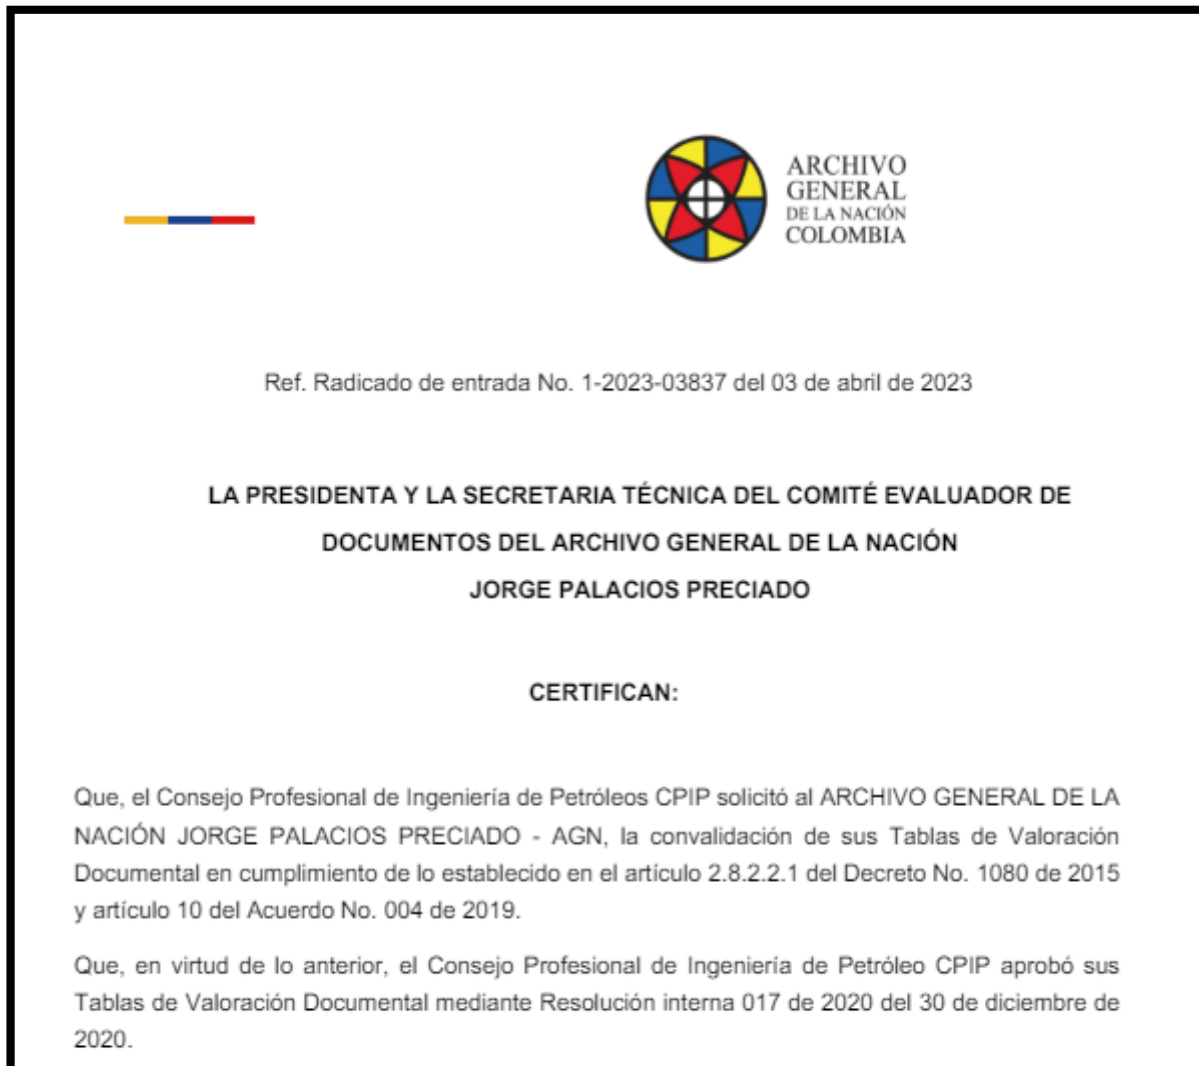 ARCHIVO
GENERAL
DE LA NACIÓN
COLOMBIA
Ref. Radicado de entrada No. 1-2023-03837 del 03 de abril de 2023
LA PRESIDENTA Y LA SECRETARIA TÉCNICA DEL COMITÉ EVALUADOR DE
DOCUMENTOS DEL ARCHIVO GENERAL DE LA NACIÓN
JORGE PALACIOS PRECIADO
CERTIFICAN:
Que, el Consejo Profesional de Ingeniería de Petróleos CPIP solicitó al ARCHIVO GENERAL DE LA
NACIÓN JORGE PALACIOS PRECIADO - AGN, la convalidación de sus Tablas de Valoración
Documental en cumplimiento de lo establecido en el artículo 2.8.2.2.1 del Decreto No. 1080 de 2015
y artículo 10 del Acuerdo No. 004 de 2019.
Que, en virtud de lo anterior, el Consejo Profesional de Ingeniería de Petróleo CPIP aprobó sus
Tablas de Valoración Documental mediante Resolución interna 017 de 2020 del 30 de diciembre de
2020.